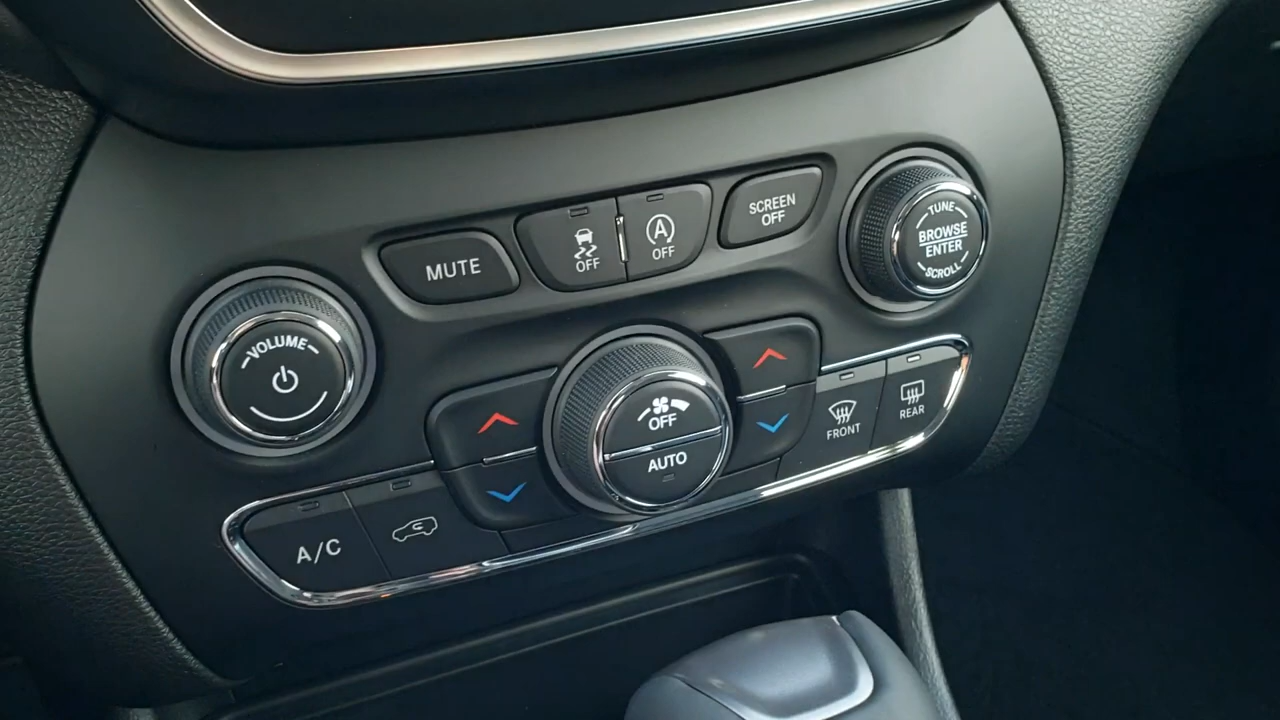 MUTE
OFF
A
OFF
SCREEN
OFF
TUNE
BROWSE
ENTER
SCROLL
VOLUME
OFF
AUTO
FRONT
REAR
A/C